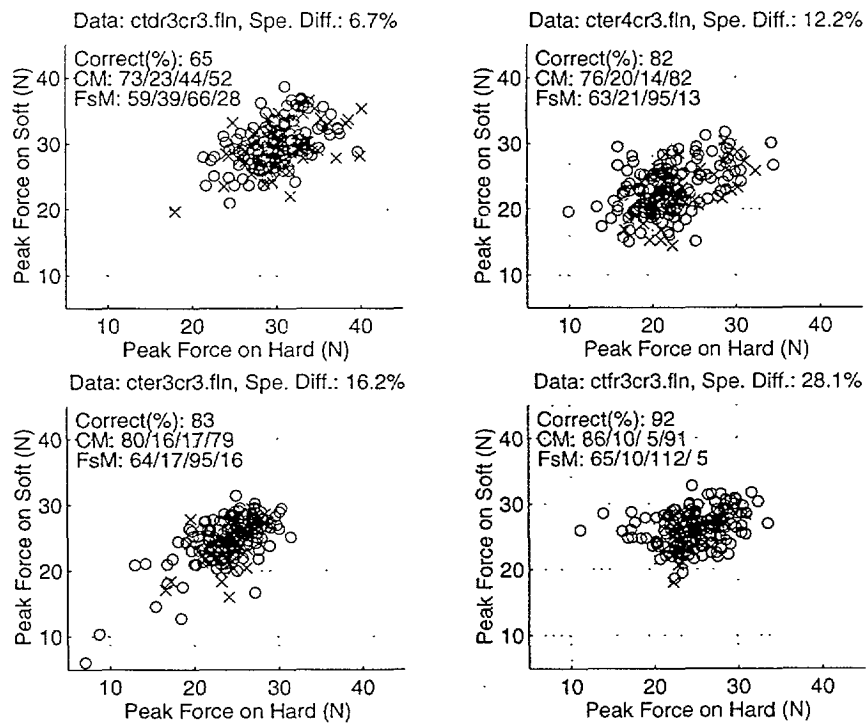 Data: ctdr3cr3.fln, Spe. Diff.: 6.7%
Correct(%): 65
CM: 73/23/44/52
FsM: 59/39/66/28
40
30
20
10
Peak Force on Soft (N)
10 20 30 40
Peak Force on Hard (N)
Data: cter4cr3.fln, Spe. Diff.: 12.2%
Correct(%): 82
CM: 76/20/14/82
FsM: 63/21/95/13
40
30
20
10
Peak Force on Soft (N)
10 20 30 40
Peak Force on Hard (N)
Data: cter3cr3.fln, Spe. Diff.: 16.2%
Correct(%): 83
CM: 80/16/17/79
FsM: 64/17/95/16
40
30
20
10
Peak Force on Soft (N)
10 20 30 40
Peak Force on Hard (N)
Data: ctfr3cr3.fln, Spe. Diff.: 28.1%
Correct(%): 92
CM: 86/10/ 5/91
FsM: 65/10/112/ 5
40
30
20
10
Peak Force on Soft (N)
10 20 30 40
Peak Force on Hard (N)